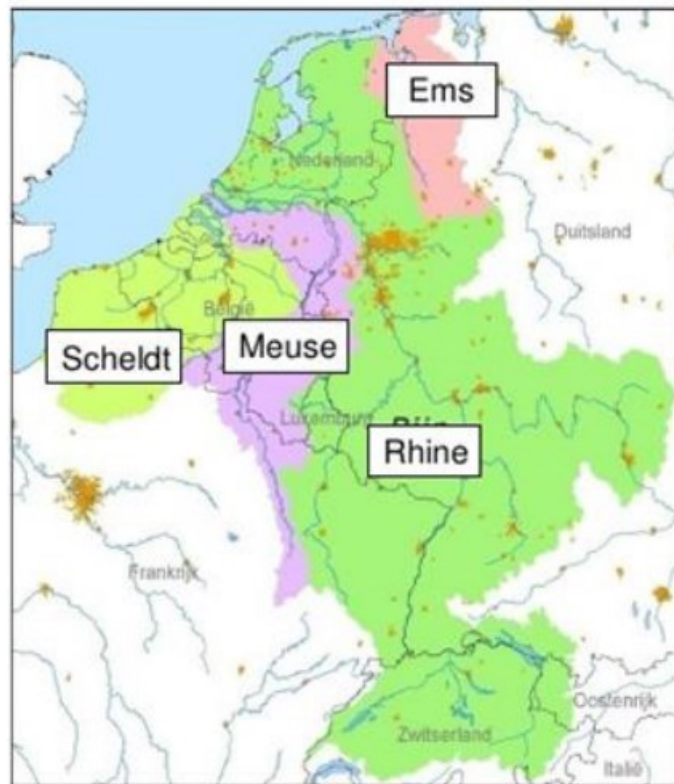 Ems
Nederland
Duitsland
België
Scheldt
Meuse
Luxemburg
Rhine
Frankrijk
Oostenrijk
Zwitserland
Italië